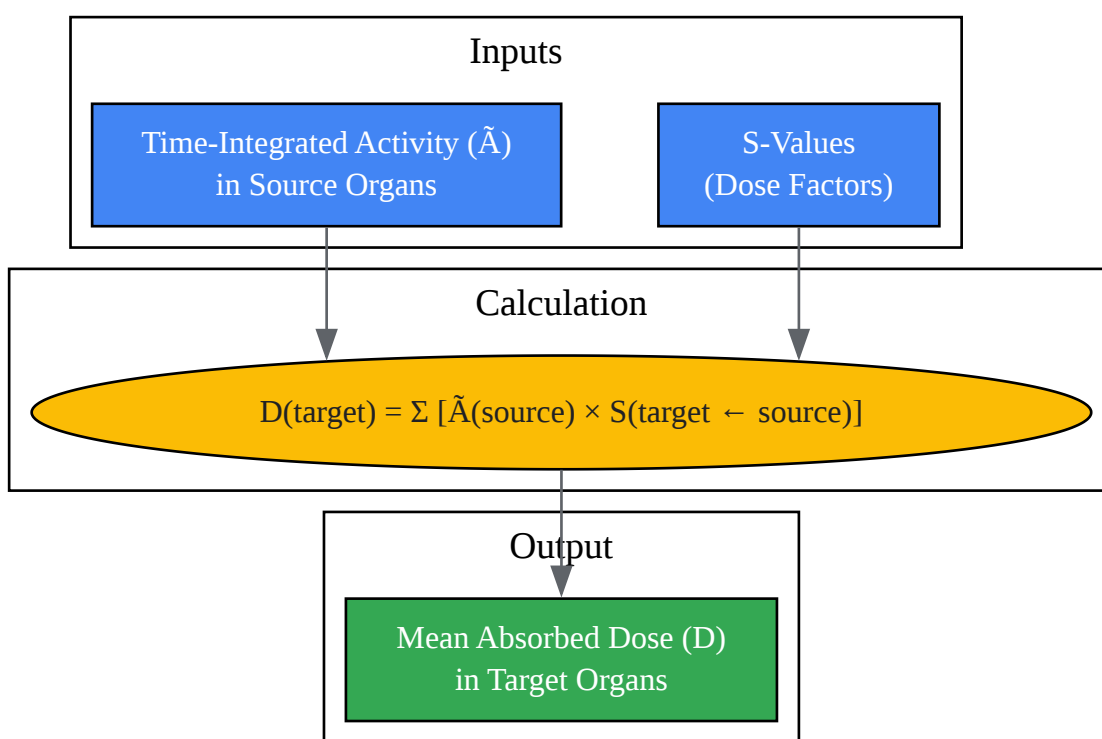 Inputs
Time-Integrated Activity (Ã)
in Source Organs
S-Values
(Dose Factors)
Calculation
D(target) = Σ [Ã(source) × S(target ← source)]
Output
Mean Absorbed Dose (D)
in Target Organs